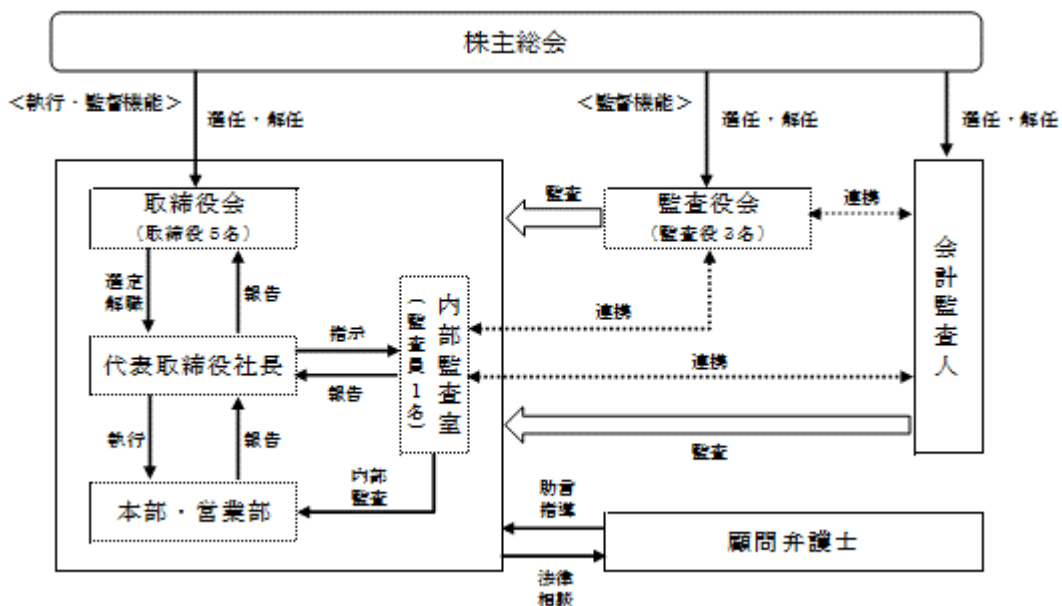 株主総会
＜執行・監督機能＞
＜監督機能＞
選任・解任
選任・解任
選任・解任
取締役会
（取締役５名）
監査
監査役会
（監査役３名）
連携
会計監査人
選定
解職
報告
内部監査室
（監査員１名）
連携
指示
代表取締役社長
報告
連携
執行
報告
監査
内部
監査
本部・営業部
助言
指導
顧問弁護士
法律
相談